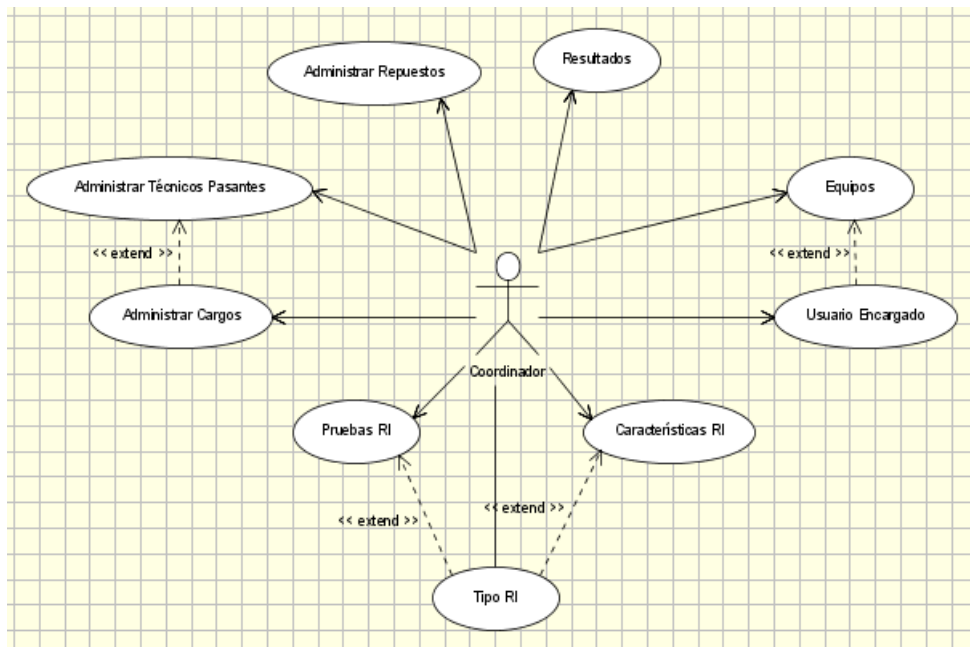 Administrar Repuestos
Resultados
Administrar Técnicos Pasantes
Equipos
<< extend >>
<< extend >>
Administrar Cargos
Usuario Encargado
Coordinador
Pruebas RI
Características RI
<< extend >>
<< extend >>
Tipo RI